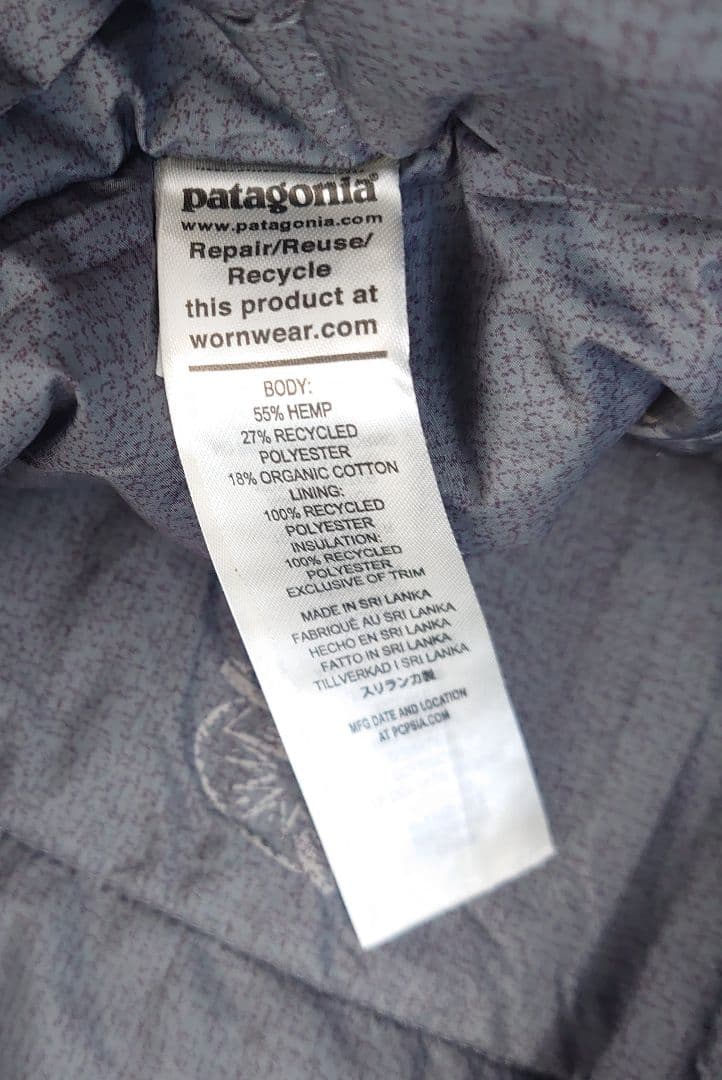 patagonia®
www.patagonia.com
Repair/Reuse/
Recycle
this product at
wornwear.com
BODY:
55% HEMP
27% RECYCLED
POLYESTER
18% ORGANIC COTTON
LINING:
100% RECYCLED
POLYESTER
INSULATION:
100% RECYCLED
POLYESTER
EXCLUSIVE OF TRIM
MADE IN SRI LANKA
FABRIQUÉ AU SRI LANKA
HECHO EN SRI LANKA
FATTO IN SRI LANKA
TILLVERKAD I SRI LANKA
スリランカ製
MFG DATE AND LOCATION
AT PCPSIA.COM